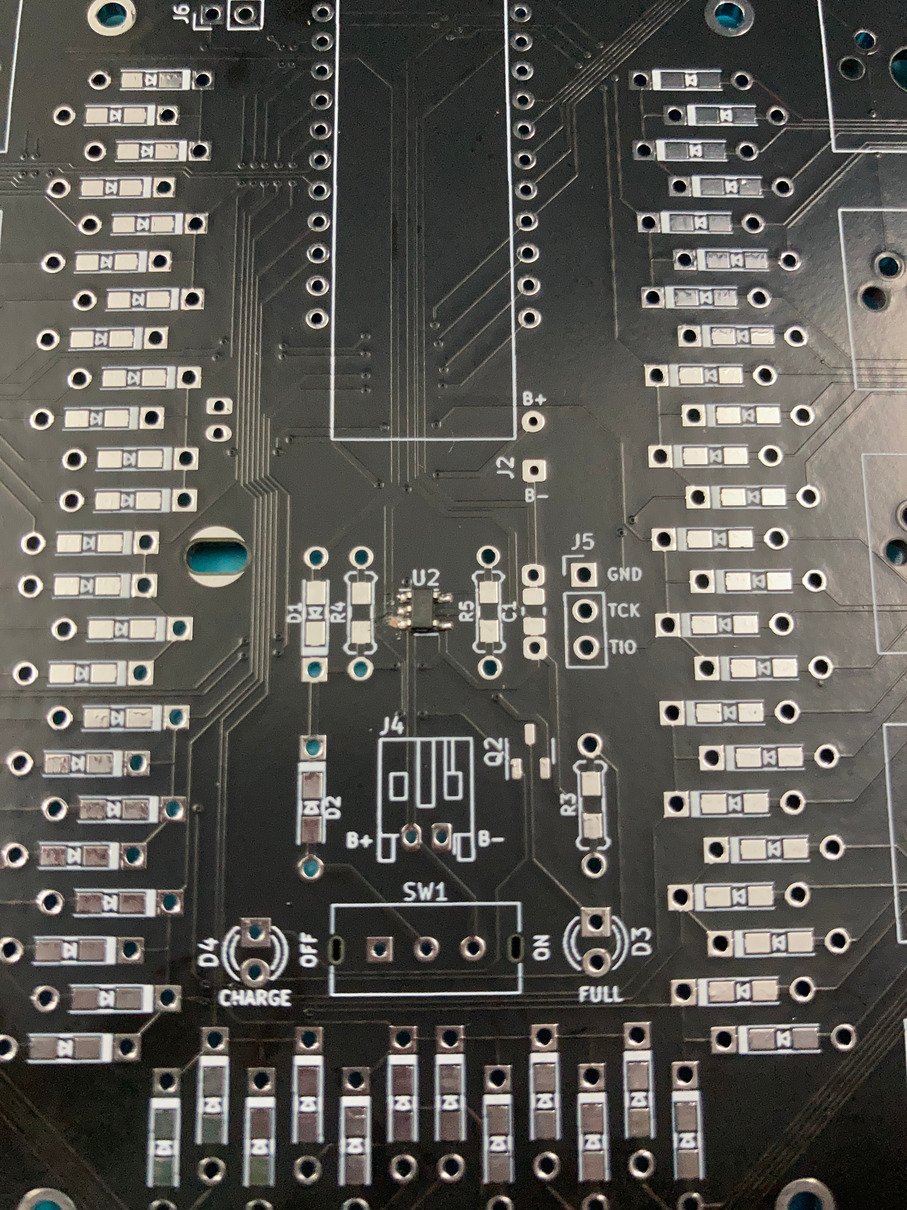 J6
B+
J2
B-
J5
GND
U2
D1
R4
R5
C1
TCK
TIO
J4
Q2
D2
R3
B+
B-
SW1
D4
OFF
ON
D3
CHARGE
FULL